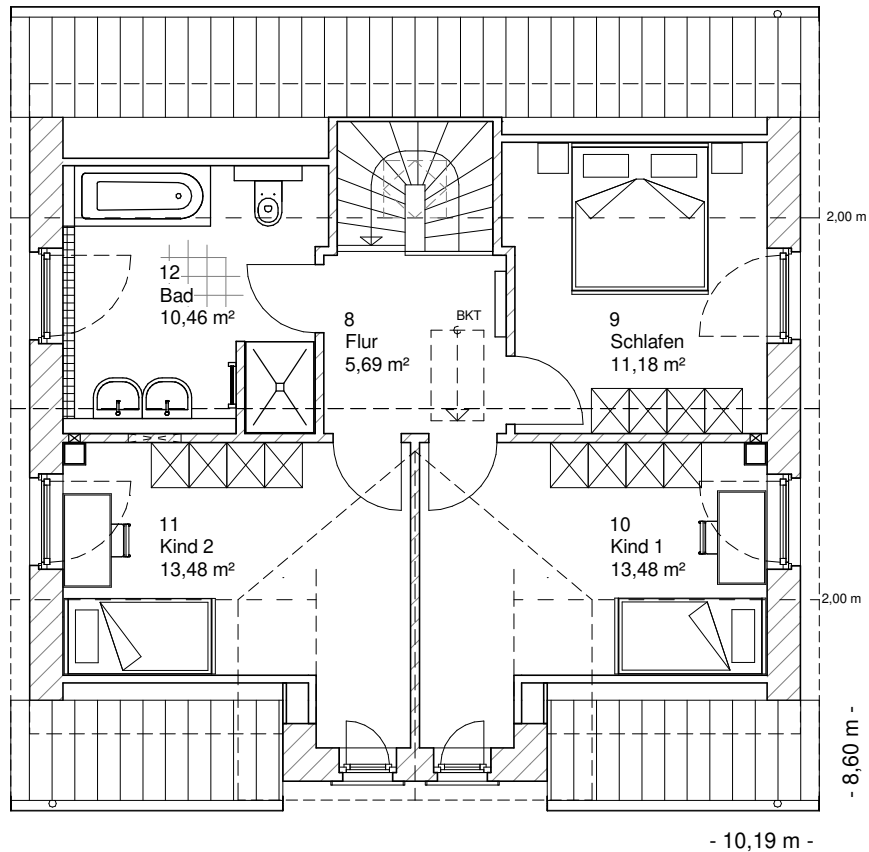 2,00 m
12
Bad
10,46 m²
8
Flur
5,69 m²
BKT
9
Schlafen
11,18 m²
11
Kind 2
13,48 m²
10
Kind 1
13,48 m²
2,00 m
- 8,60 m -
- 10,19 m -